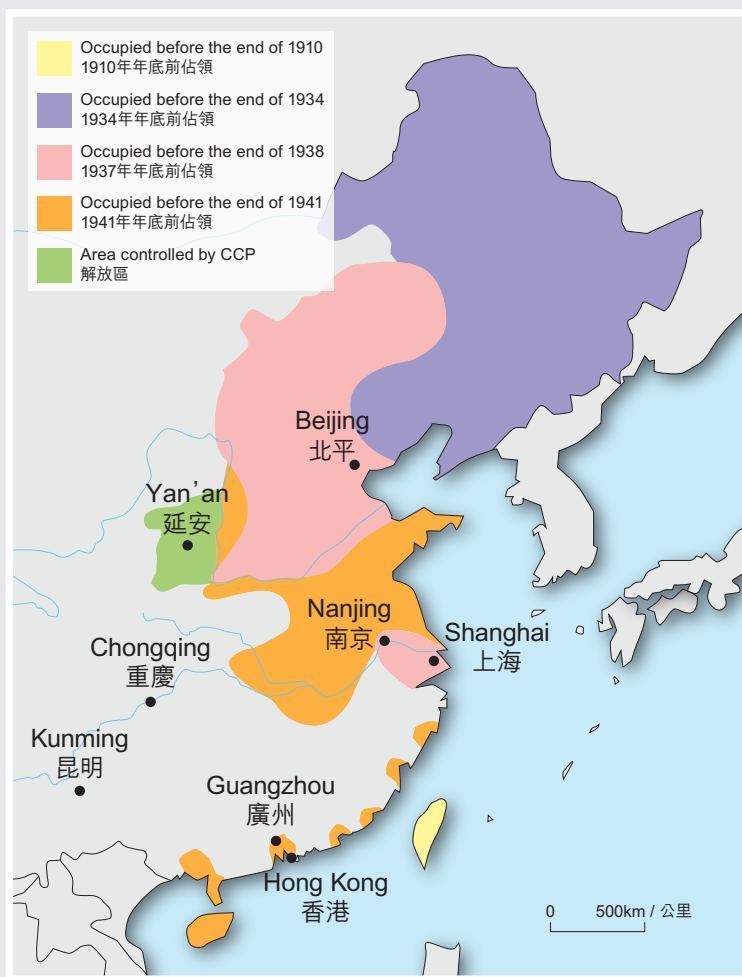 Occupied before the end of 1910
1910年年底前佔領
Occupied before the end of 1934
1934年年底前佔領
Occupied before the end of 1938
1937年年底前佔領
Occupied before the end of 1941
1941年年底前佔領
Area controlled by CCP
解放區
Beijing
北平
Yan'an
延安
Nanjing
南京
Shanghai
上海
Chongqing
重慶
Kunming
昆明
Guangzhou
廣州
Hong Kong
香港
0 500km / 公里